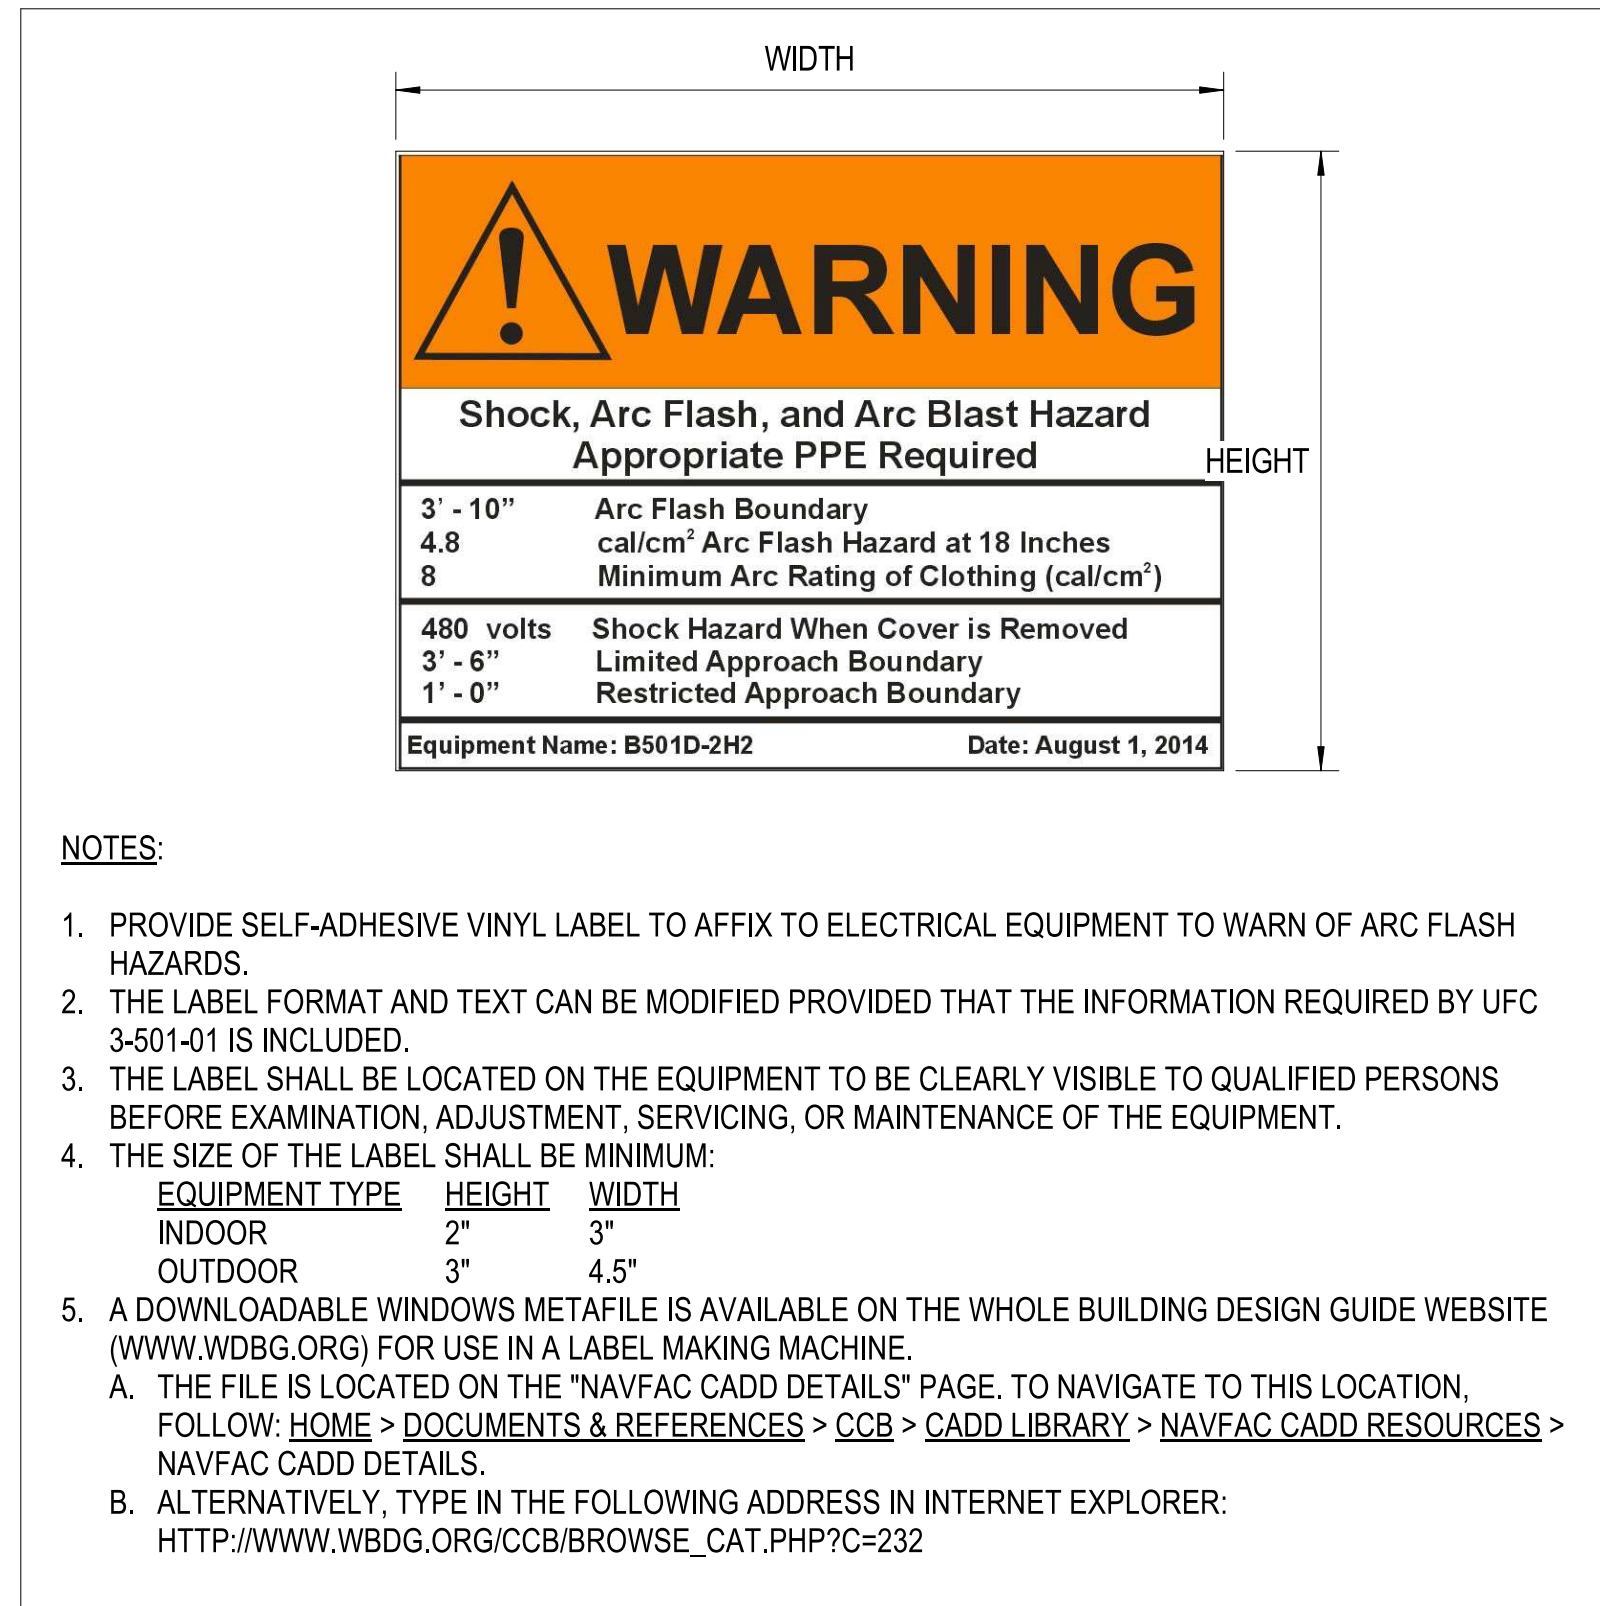 WIDTH
WARNING
Shock, Arc Flash, and Arc Blast Hazard
Appropriate PPE Required
HEIGHT
3’ - 10” Arc Flash Boundary
4.8 cal/cm² Arc Flash Hazard at 18 Inches
8 Minimum Arc Rating of Clothing (cal/cm²)
480 volts Shock Hazard When Cover is Removed
3’ - 6” Limited Approach Boundary
1’ - 0” Restricted Approach Boundary
Equipment Name: B501D-2H2 Date: August 1, 2014
NOTES:
1. PROVIDE SELF-ADHESIVE VINYL LABEL TO AFFIX TO ELECTRICAL EQUIPMENT TO WARN OF ARC FLASH
HAZARDS.
2. THE LABEL FORMAT AND TEXT CAN BE MODIFIED PROVIDED THAT THE INFORMATION REQUIRED BY UFC
3-501-01 IS INCLUDED.
3. THE LABEL SHALL BE LOCATED ON THE EQUIPMENT TO BE CLEARLY VISIBLE TO QUALIFIED PERSONS
BEFORE EXAMINATION, ADJUSTMENT, SERVICING, OR MAINTENANCE OF THE EQUIPMENT.
4. THE SIZE OF THE LABEL SHALL BE MINIMUM:
EQUIPMENT TYPE HEIGHT WIDTH
INDOOR 2" 3"
OUTDOOR 3" 4.5"
5. A DOWNLOADABLE WINDOWS METAFILE IS AVAILABLE ON THE WHOLE BUILDING DESIGN GUIDE WEBSITE
(WWW.WDBG.ORG) FOR USE IN A LABEL MAKING MACHINE.
A. THE FILE IS LOCATED ON THE "NAVFAC CADD DETAILS" PAGE. TO NAVIGATE TO THIS LOCATION,
FOLLOW: HOME > DOCUMENTS & REFERENCES > CCB > CADD LIBRARY > NAVFAC CADD RESOURCES >
NAVFAC CADD DETAILS.
B. ALTERNATIVELY, TYPE IN THE FOLLOWING ADDRESS IN INTERNET EXPLORER:
HTTP://WWW.WBDG.ORG/CCB/BROWSE_CAT.PHP?C=232